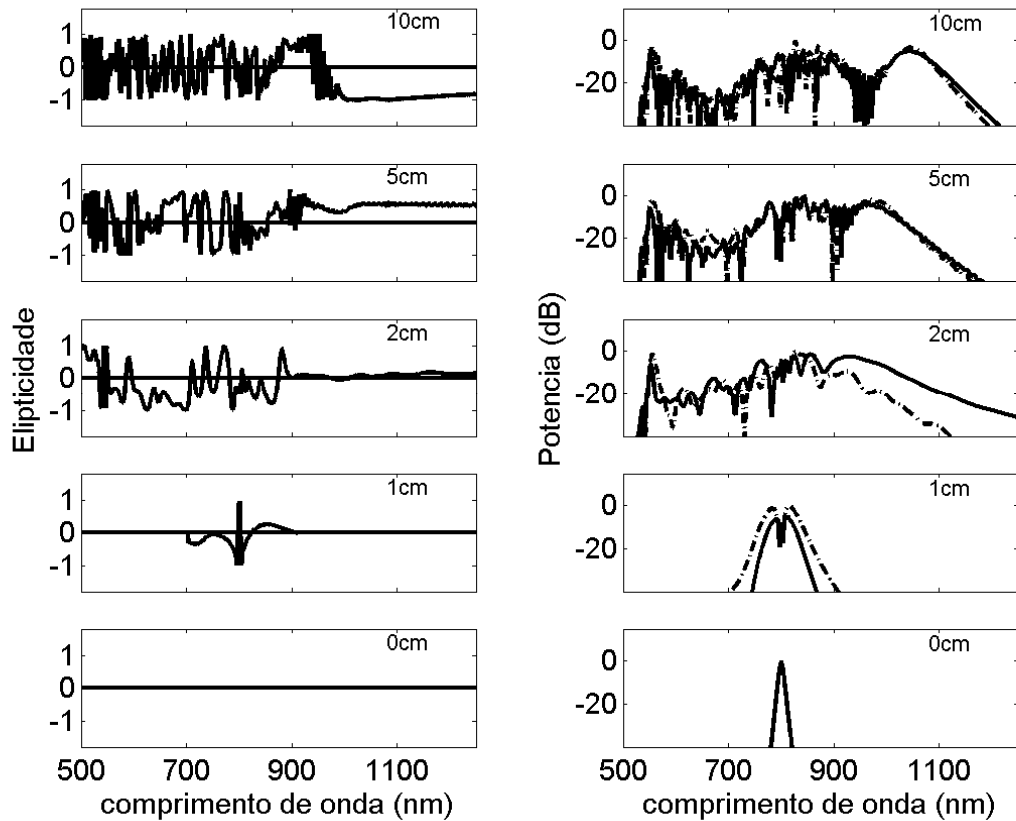 Elipticidade
1
0
-1
10cm
1
0
-1
5cm
1
0
-1
2cm
1
0
-1
1cm
1
0
-1
0cm
500 700 900 1100
comprimento de onda (nm)
Potencia (dB)
0
-20
10cm
0
-20
5cm
0
-20
2cm
0
-20
1cm
0
-20
0cm
500 700 900 1100
comprimento de onda (nm)